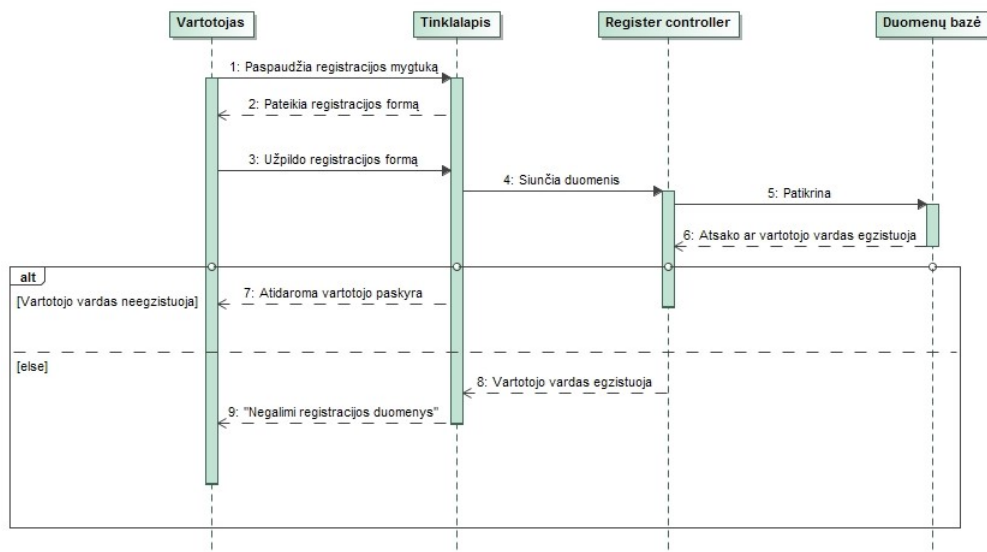 Vartotojas
Tinklalapis
Register controller
Duomenų bazė
1: Paspaudžia registracijos mygtuką
2: Pateikia registracijos formą
3: Užpildo registracijos formą
4: Siunčia duomenis
5: Patikrina
6: Atsako ar vartotojo vardas egzistuoja
alt
[Vartotojo vardas neegzistuoja]
7: Atidaroma vartotojo paskyra
[else]
8: Vartotojo vardas egzistuoja
9: "Negalimi registracijos duomenys"